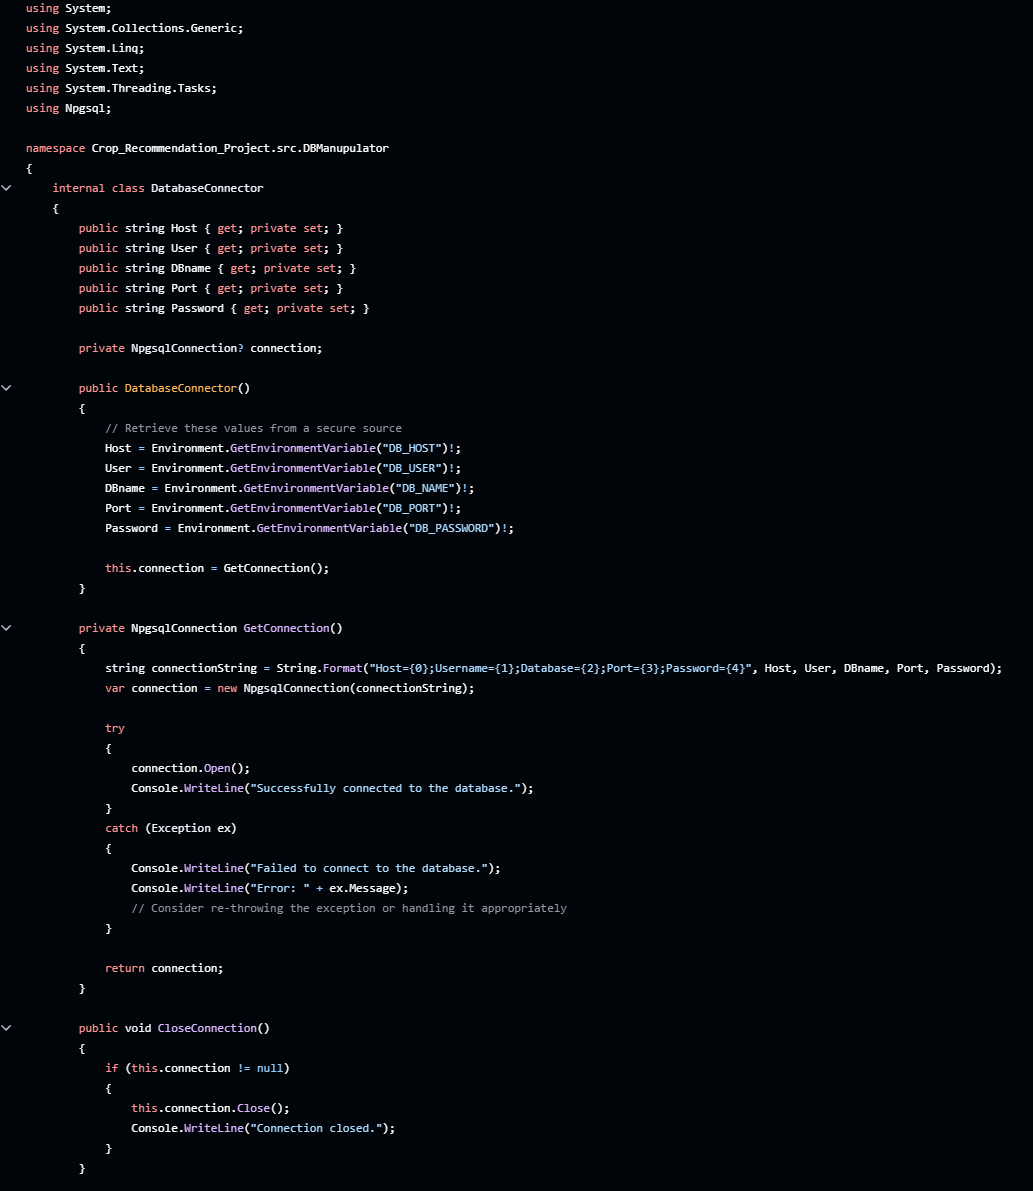 using System;
using System.Collections.Generic;
using System.Linq;
using System.Text;
using System.Threading.Tasks;
using Npgsql;

namespace Crop_Recommendation_Project.src.DBManupulator
{
    internal class DatabaseConnector
    {
        public string Host { get; private set; }
        public string User { get; private set; }
        public string DBname { get; private set; }
        public string Port { get; private set; }
        public string Password { get; private set; }

        private NpgsqlConnection? connection;

        public DatabaseConnector()
        {
            // Retrieve these values from a secure source
            Host = Environment.GetEnvironmentVariable("DB_HOST")!;
            User = Environment.GetEnvironmentVariable("DB_USER")!;
            DBname = Environment.GetEnvironmentVariable("DB_NAME")!;
            Port = Environment.GetEnvironmentVariable("DB_PORT")!;
            Password = Environment.GetEnvironmentVariable("DB_PASSWORD")!;

            this.connection = GetConnection();
        }

        private NpgsqlConnection GetConnection()
        {
            string connectionString = String.Format("Host={0};Username={1};Database={2};Port={3};Password={4}", Host, User, DBname, Port, Password);
            var connection = new NpgsqlConnection(connectionString);

            try
            {
                connection.Open();
                Console.WriteLine("Successfully connected to the database.");
            }
            catch (Exception ex)
            {
                Console.WriteLine("Failed to connect to the database.");
                Console.WriteLine("Error: " + ex.Message);
                // Consider re-throwing the exception or handling it appropriately
            }

            return connection;
        }

        public void CloseConnection()
        {
            if (this.connection != null)
            {
                this.connection.Close();
                Console.WriteLine("Connection closed.");
            }
        }